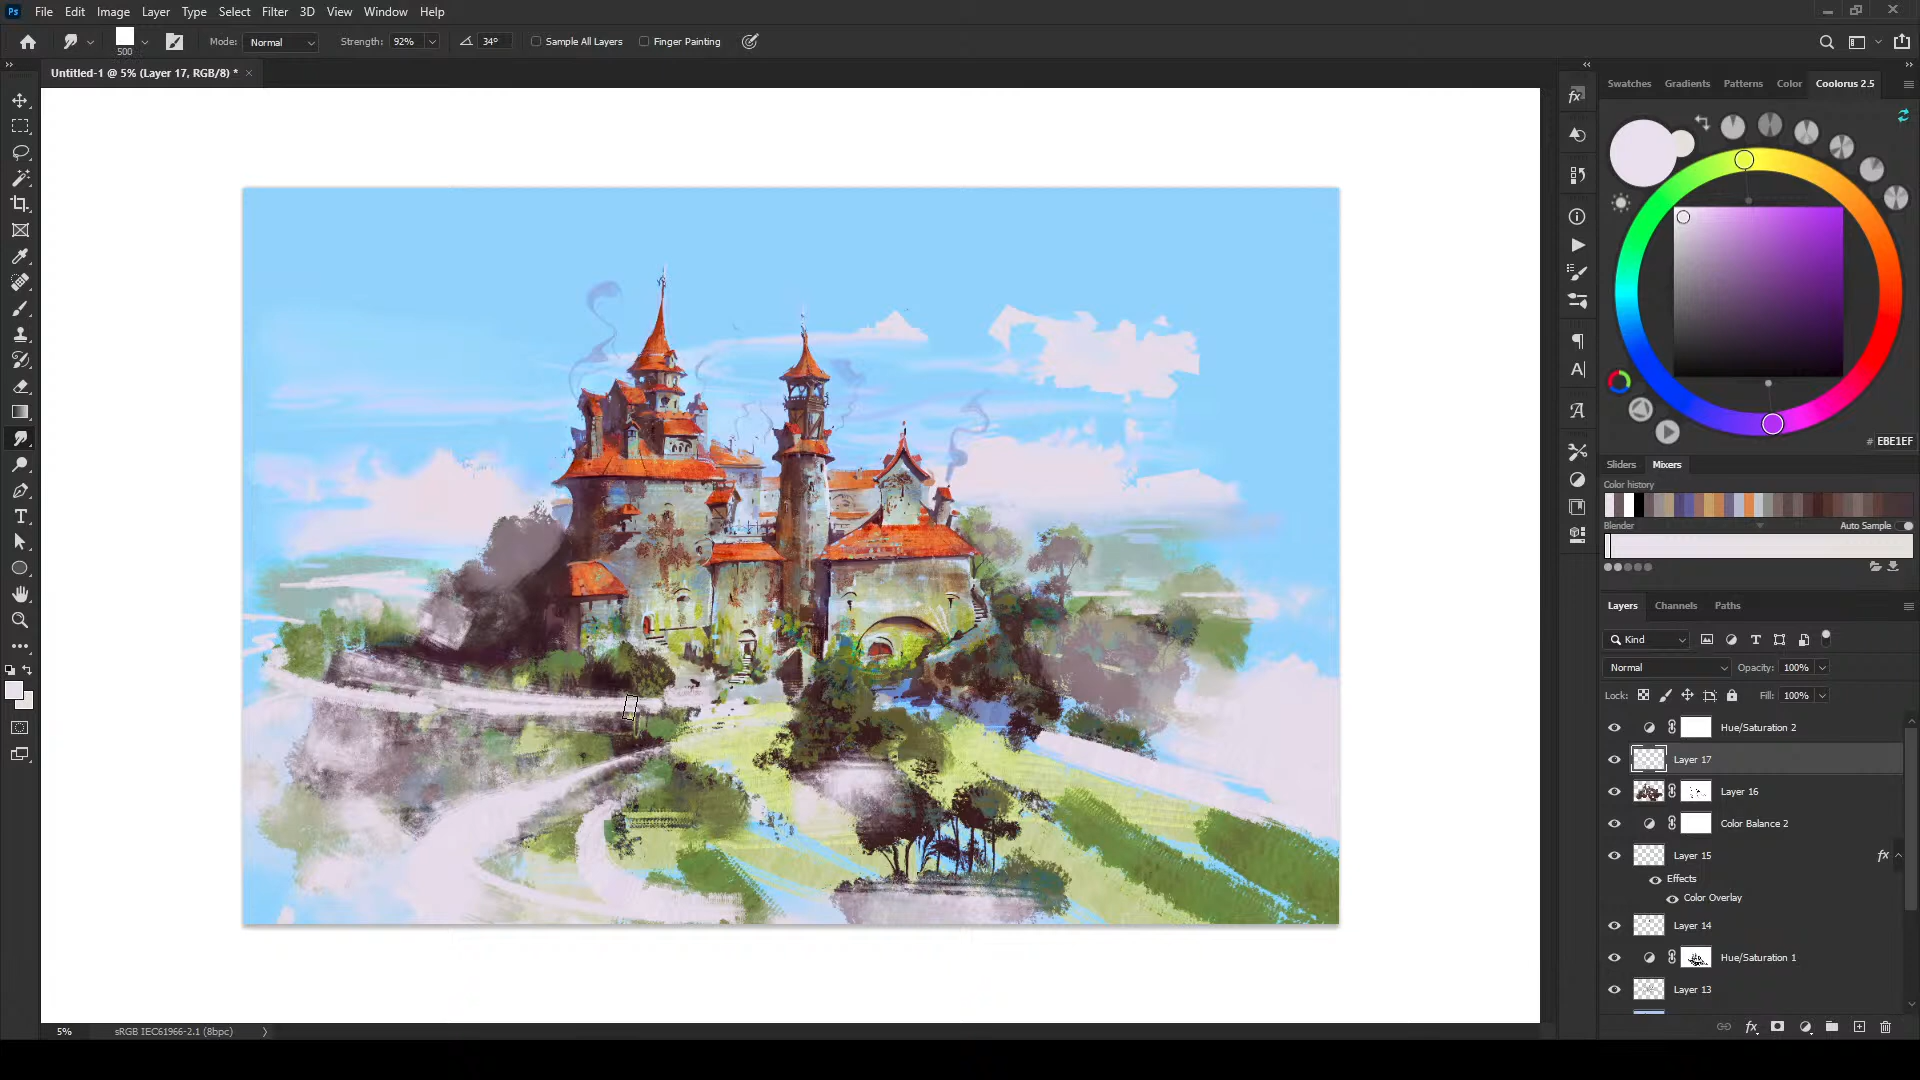 Ps File Edit Image Layer Type Select Filter 3D View Window Help
500 Mode: Normal Strength: 92% 34° Sample All Layers Finger Painting
Untitled-1 @ 5% (Layer 17, RGB/8) *
Swatches Gradients Patterns Color Coolorus 2.5
# EBE1EF
Sliders Mixers
Color history
Blender Auto Sample
Layers Channels Paths
Kind
Normal Opacity: 100%
Lock: Fill: 100%
Hue/Saturation 2
Layer 17
Layer 16
Color Balance 2
Layer 15 fx
Effects
Color Overlay
Layer 14
Hue/Saturation 1
Layer 13
5% sRGB IEC61966-2.1 (8bpc)